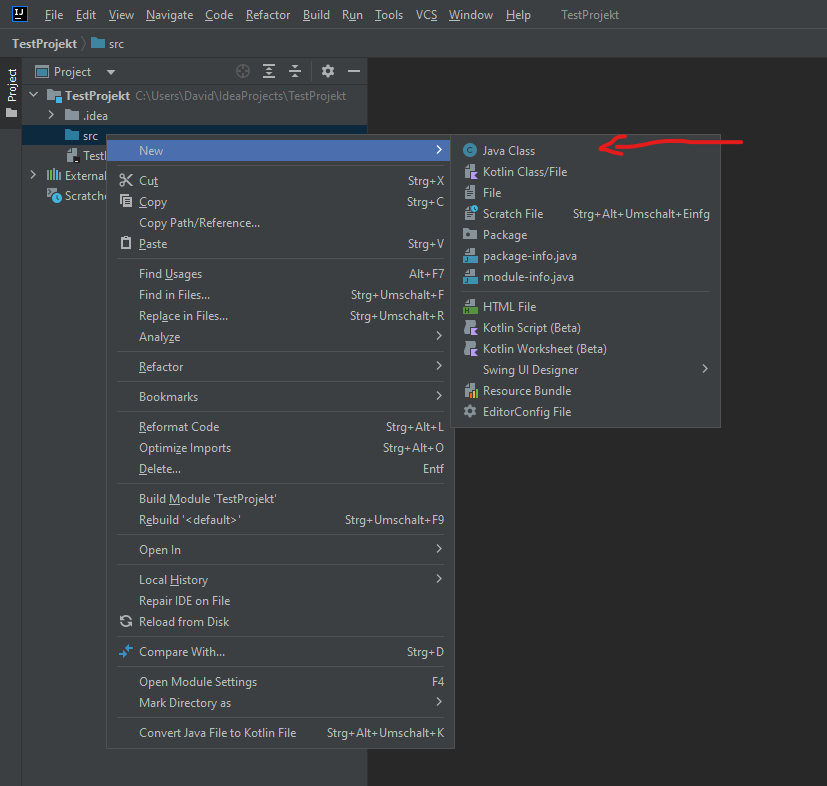 IJ File Edit View Navigate Code Refactor Build Run Tools VCS Window Help TestProjekt
TestProjekt src
Project
Project
TestProjekt C:\Users\David\IdeaProjects\TestProjekt
.idea
src
External
New
Cut Strg+X
Copy Strg+C
Copy Path/Reference...
Paste Strg+V
Find Usages Alt+F7
Find in Files... Strg+Umschalt+F
Replace in Files... Strg+Umschalt+R
Analyze
Refactor
Bookmarks
Reformat Code Strg+Alt+L
Optimize Imports Strg+Alt+O
Delete... Entf
Build Module 'TestProjekt'
Rebuild '<default>' Strg+Umschalt+F9
Open In
Local History
Repair IDE on File
Reload from Disk
Compare With... Strg+D
Open Module Settings F4
Mark Directory as
Convert Java File to Kotlin File Strg+Alt+Umschalt+K
Java Class
Kotlin Class/File
File
Scratch File Strg+Alt+Umschalt+Einfg
Package
package-info.java
module-info.java
HTML File
Kotlin Script (Beta)
Kotlin Worksheet (Beta)
Swing UI Designer
Resource Bundle
EditorConfig File